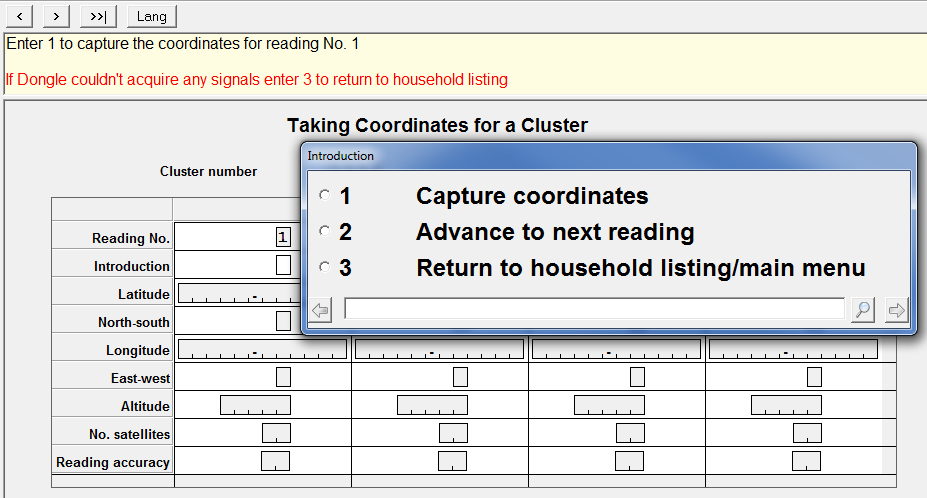 < > >>| Lang
Enter 1 to capture the coordinates for reading No. 1
If Dongle couldn't acquire any signals enter 3 to return to household listing
Taking Coordinates for a Cluster
Cluster number
Introduction
1 Capture coordinates
2 Advance to next reading
3 Return to household listing/main menu
Reading No. 1
Introduction
Latitude
North-south
Longitude
East-west
Altitude
No. satellites
Reading accuracy